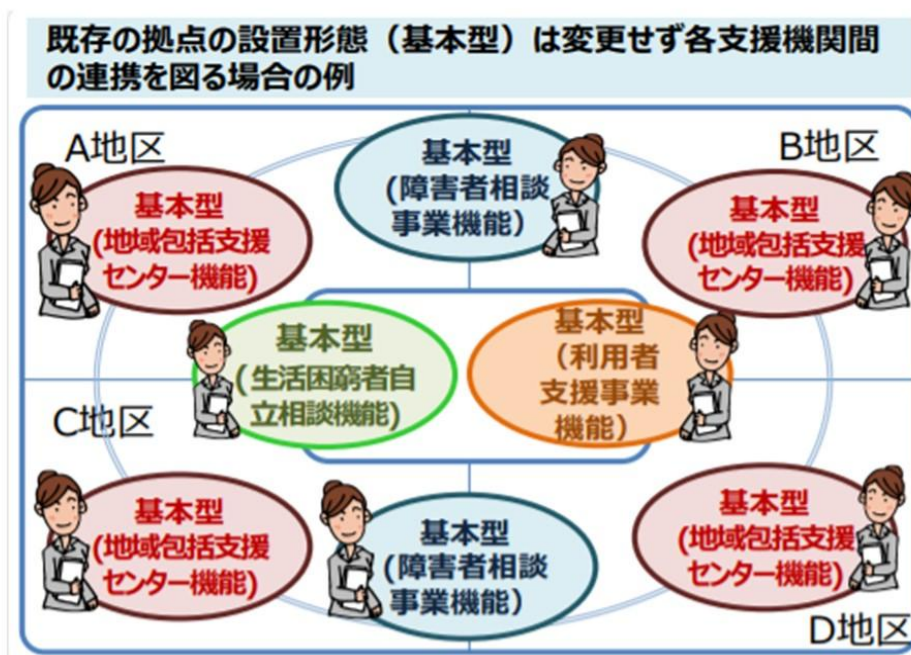 既存の拠点の設置形態（基本型）は変更せず各支援機関間
の連携を図る場合の例
A地区
基本型
(障害者相談
事業機能）
B地区
基本型
(地域包括支援
センター機能)
基本型
(地域包括支援
センター機能)
基本型
(生活困窮者自
立相談機能）
基本型
（利用者
支援事業
機能）
C地区
基本型
(地域包括支援
センター機能)
基本型
(障害者相談
事業機能）
基本型
(地域包括支援
センター機能)
D地区